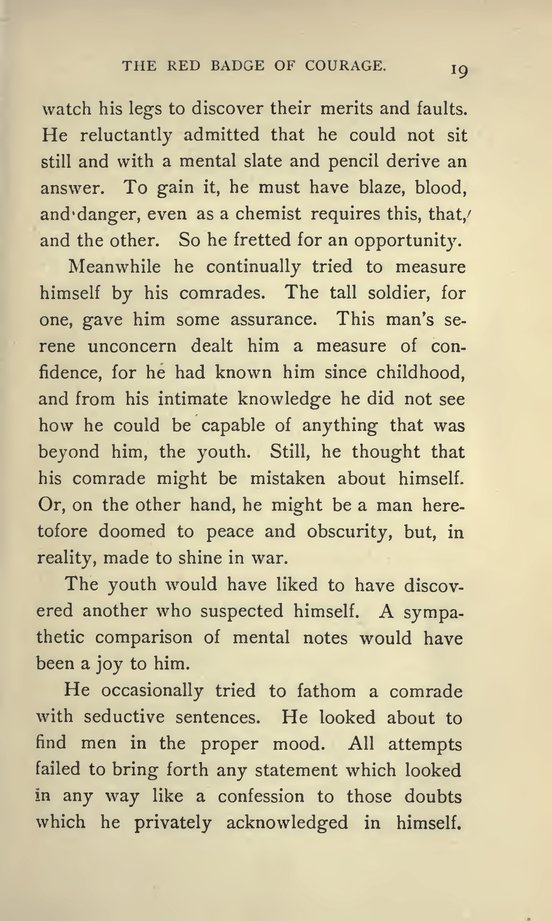 THE RED BADGE OF COURAGE. 19
watch his legs to discover their merits and faults.
He reluctantly admitted that he could not sit
still and with a mental slate and pencil derive an
answer. To gain it, he must have blaze, blood,
and danger, even as a chemist requires this, that,
and the other. So he fretted for an opportunity.
Meanwhile he continually tried to measure
himself by his comrades. The tall soldier, for
one, gave him some assurance. This man's se-
rene unconcern dealt him a measure of con-
fidence, for he had known him since childhood,
and from his intimate knowledge he did not see
how he could be capable of anything that was
beyond him, the youth. Still, he thought that
his comrade might be mistaken about himself.
Or, on the other hand, he might be a man here-
tofore doomed to peace and obscurity, but, in
reality, made to shine in war.
The youth would have liked to have discov-
ered another who suspected himself. A sympa-
thetic comparison of mental notes would have
been a joy to him.
He occasionally tried to fathom a comrade
with seductive sentences. He looked about to
find men in the proper mood. All attempts
failed to bring forth any statement which looked
in any way like a confession to those doubts
which he privately acknowledged in himself.